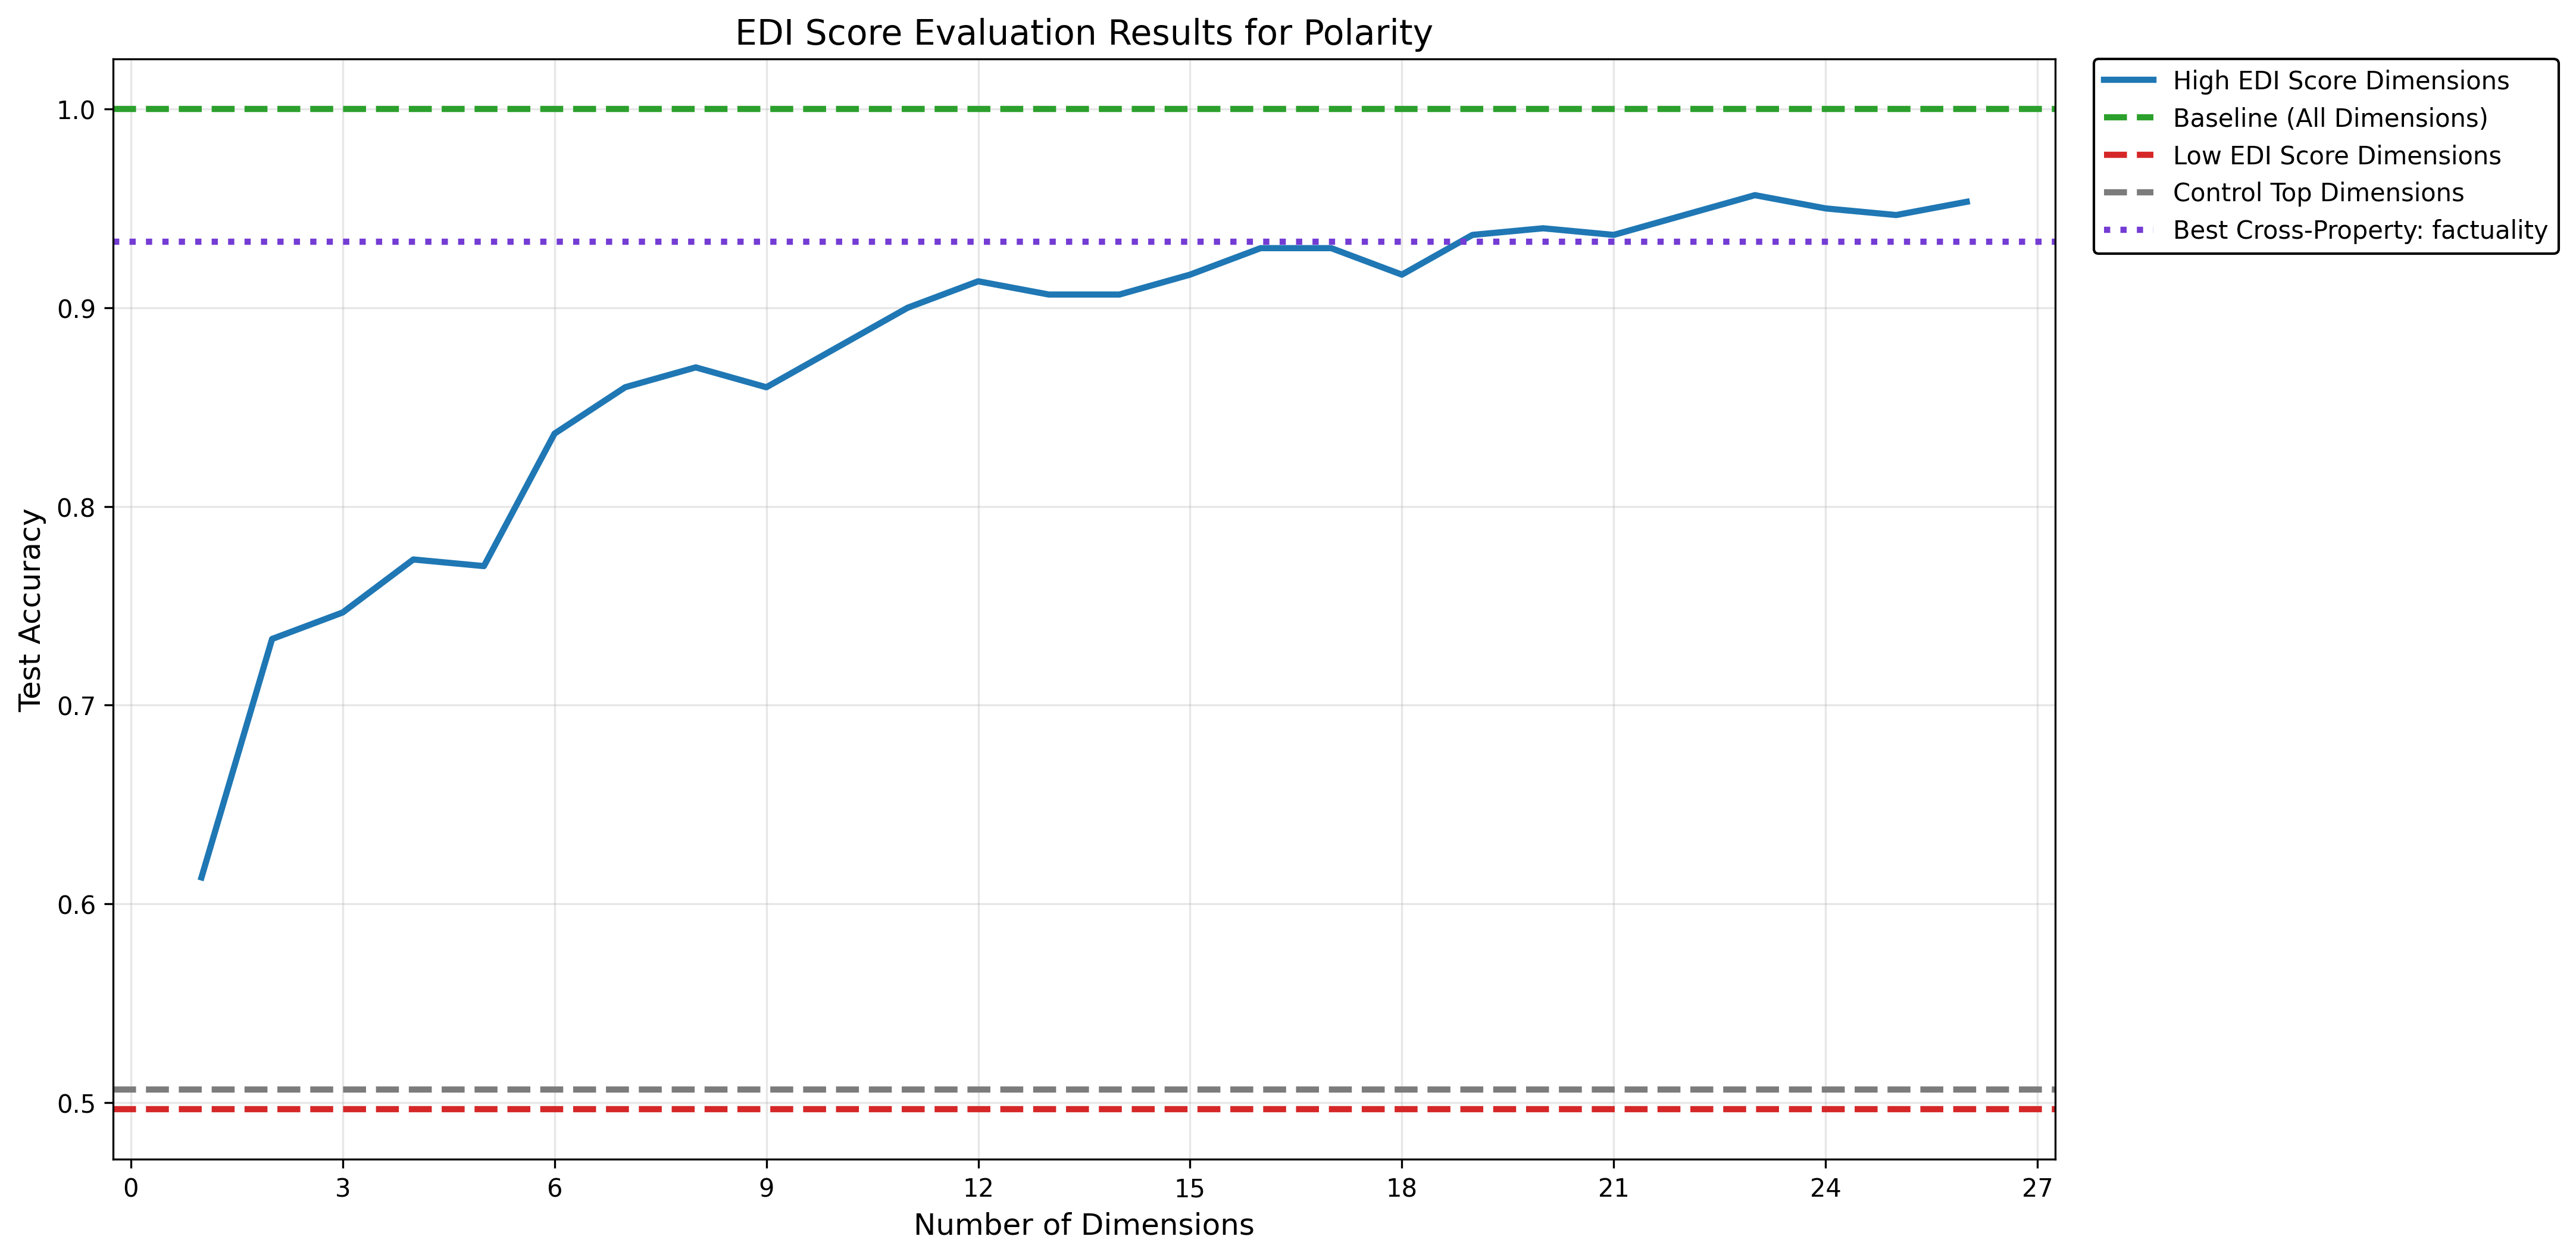 EDI Score Evaluation Results for Polarity
High EDI Score Dimensions
Baseline (All Dimensions)
Low EDI Score Dimensions
Control Top Dimensions
Best Cross-Property: factuality
Test Accuracy
1.0
0.9
0.8
0.7
0.6
0.5
0 3 6 9 12 15 18 21 24 27
Number of Dimensions